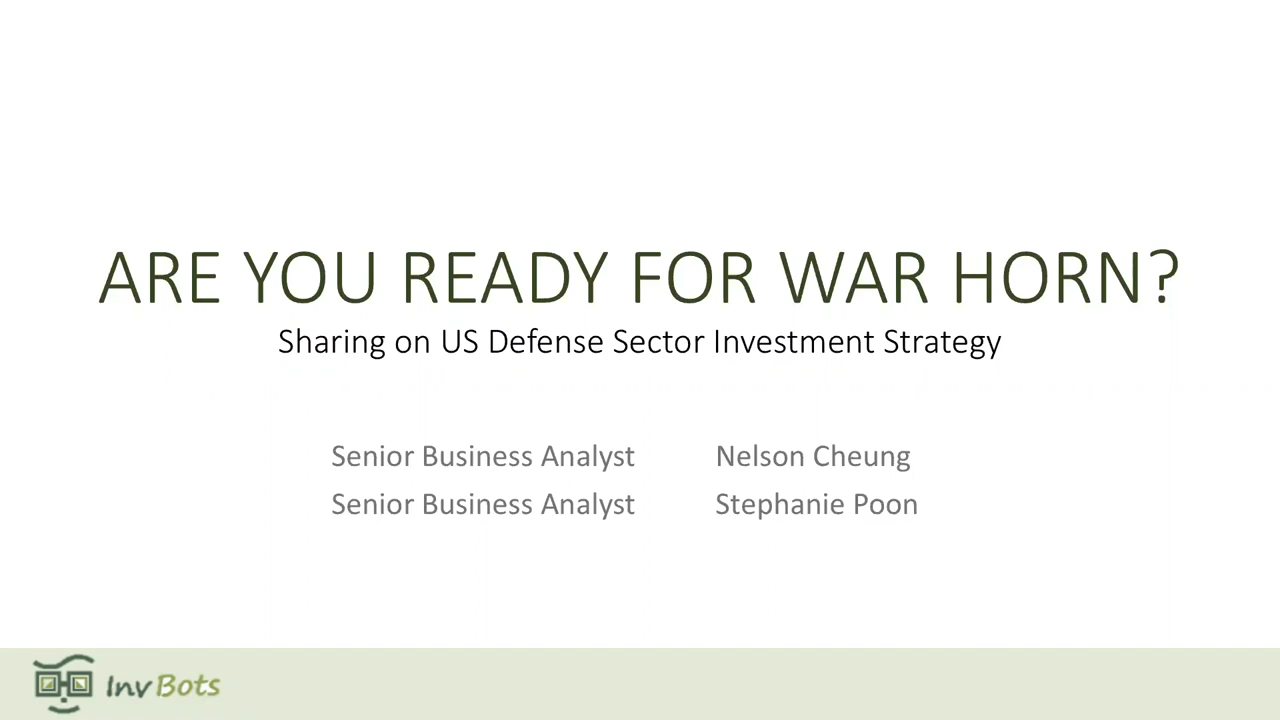 ARE YOU READY FOR WAR HORN?
Sharing on US Defense Sector Investment Strategy
Senior Business Analyst Nelson Cheung
Senior Business Analyst Stephanie Poon
InvBots